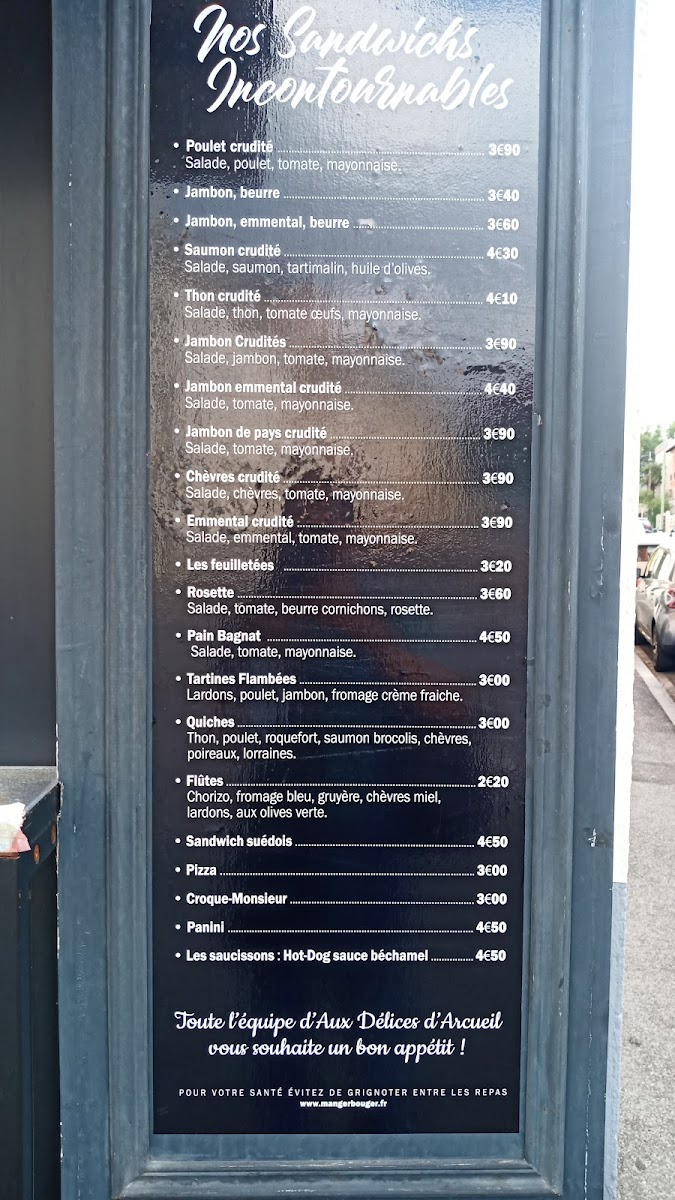 Nos Sandwichs
Incontournables
• Poulet crudité ........ 3€90
Salade, poulet, tomate, mayonnaise.
• Jambon, beurre ........ 3€40
• Jambon, emmental, beurre ........ 3€60
• Saumon crudité ........ 4€30
Salade, saumon, tartimalin, huile d'olives.
• Thon crudité ........ 4€10
Salade, thon, tomate œufs, mayonnaise.
• Jambon Crudités ........ 3€90
Salade, jambon, tomate, mayonnaise.
• Jambon emmental crudité ........ 4€40
Salade, tomate, mayonnaise.
• Jambon de pays crudité ........ 3€90
Salade, tomate, mayonnaise.
• Chèvres crudité ........ 3€90
Salade, chèvres, tomate, mayonnaise.
• Emmental crudité ........ 3€90
Salade, emmental, tomate, mayonnaise.
• Les feuilletées ........ 3€20
• Rosette ........ 3€60
Salade, tomate, beurre cornichons, rosette.
• Pain Bagnat ........ 4€50
Salade, tomate, mayonnaise.
• Tartines Flambées ........ 3€00
Lardons, poulet, jambon, fromage crème fraiche.
• Quiches ........ 3€00
Thon, poulet, roquefort, saumon brocolis, chèvres,
poireaux, lorraines.
• Flûtes ........ 2€20
Chorizo, fromage bleu, gruyère, chèvres miel,
lardons, aux olives verte.
• Sandwich suédois ........ 4€50
• Pizza ........ 3€00
• Croque-Monsieur ........ 3€00
• Panini ........ 4€50
• Les saucissons : Hot-Dog sauce béchamel ........ 4€50
Toute l'équipe d'Aux Délices d'Arcueil
vous souhaite un bon appétit !
POUR VOTRE SANTÉ ÉVITEZ DE GRIGNOTER ENTRE LES REPAS
www.mangerbouger.fr